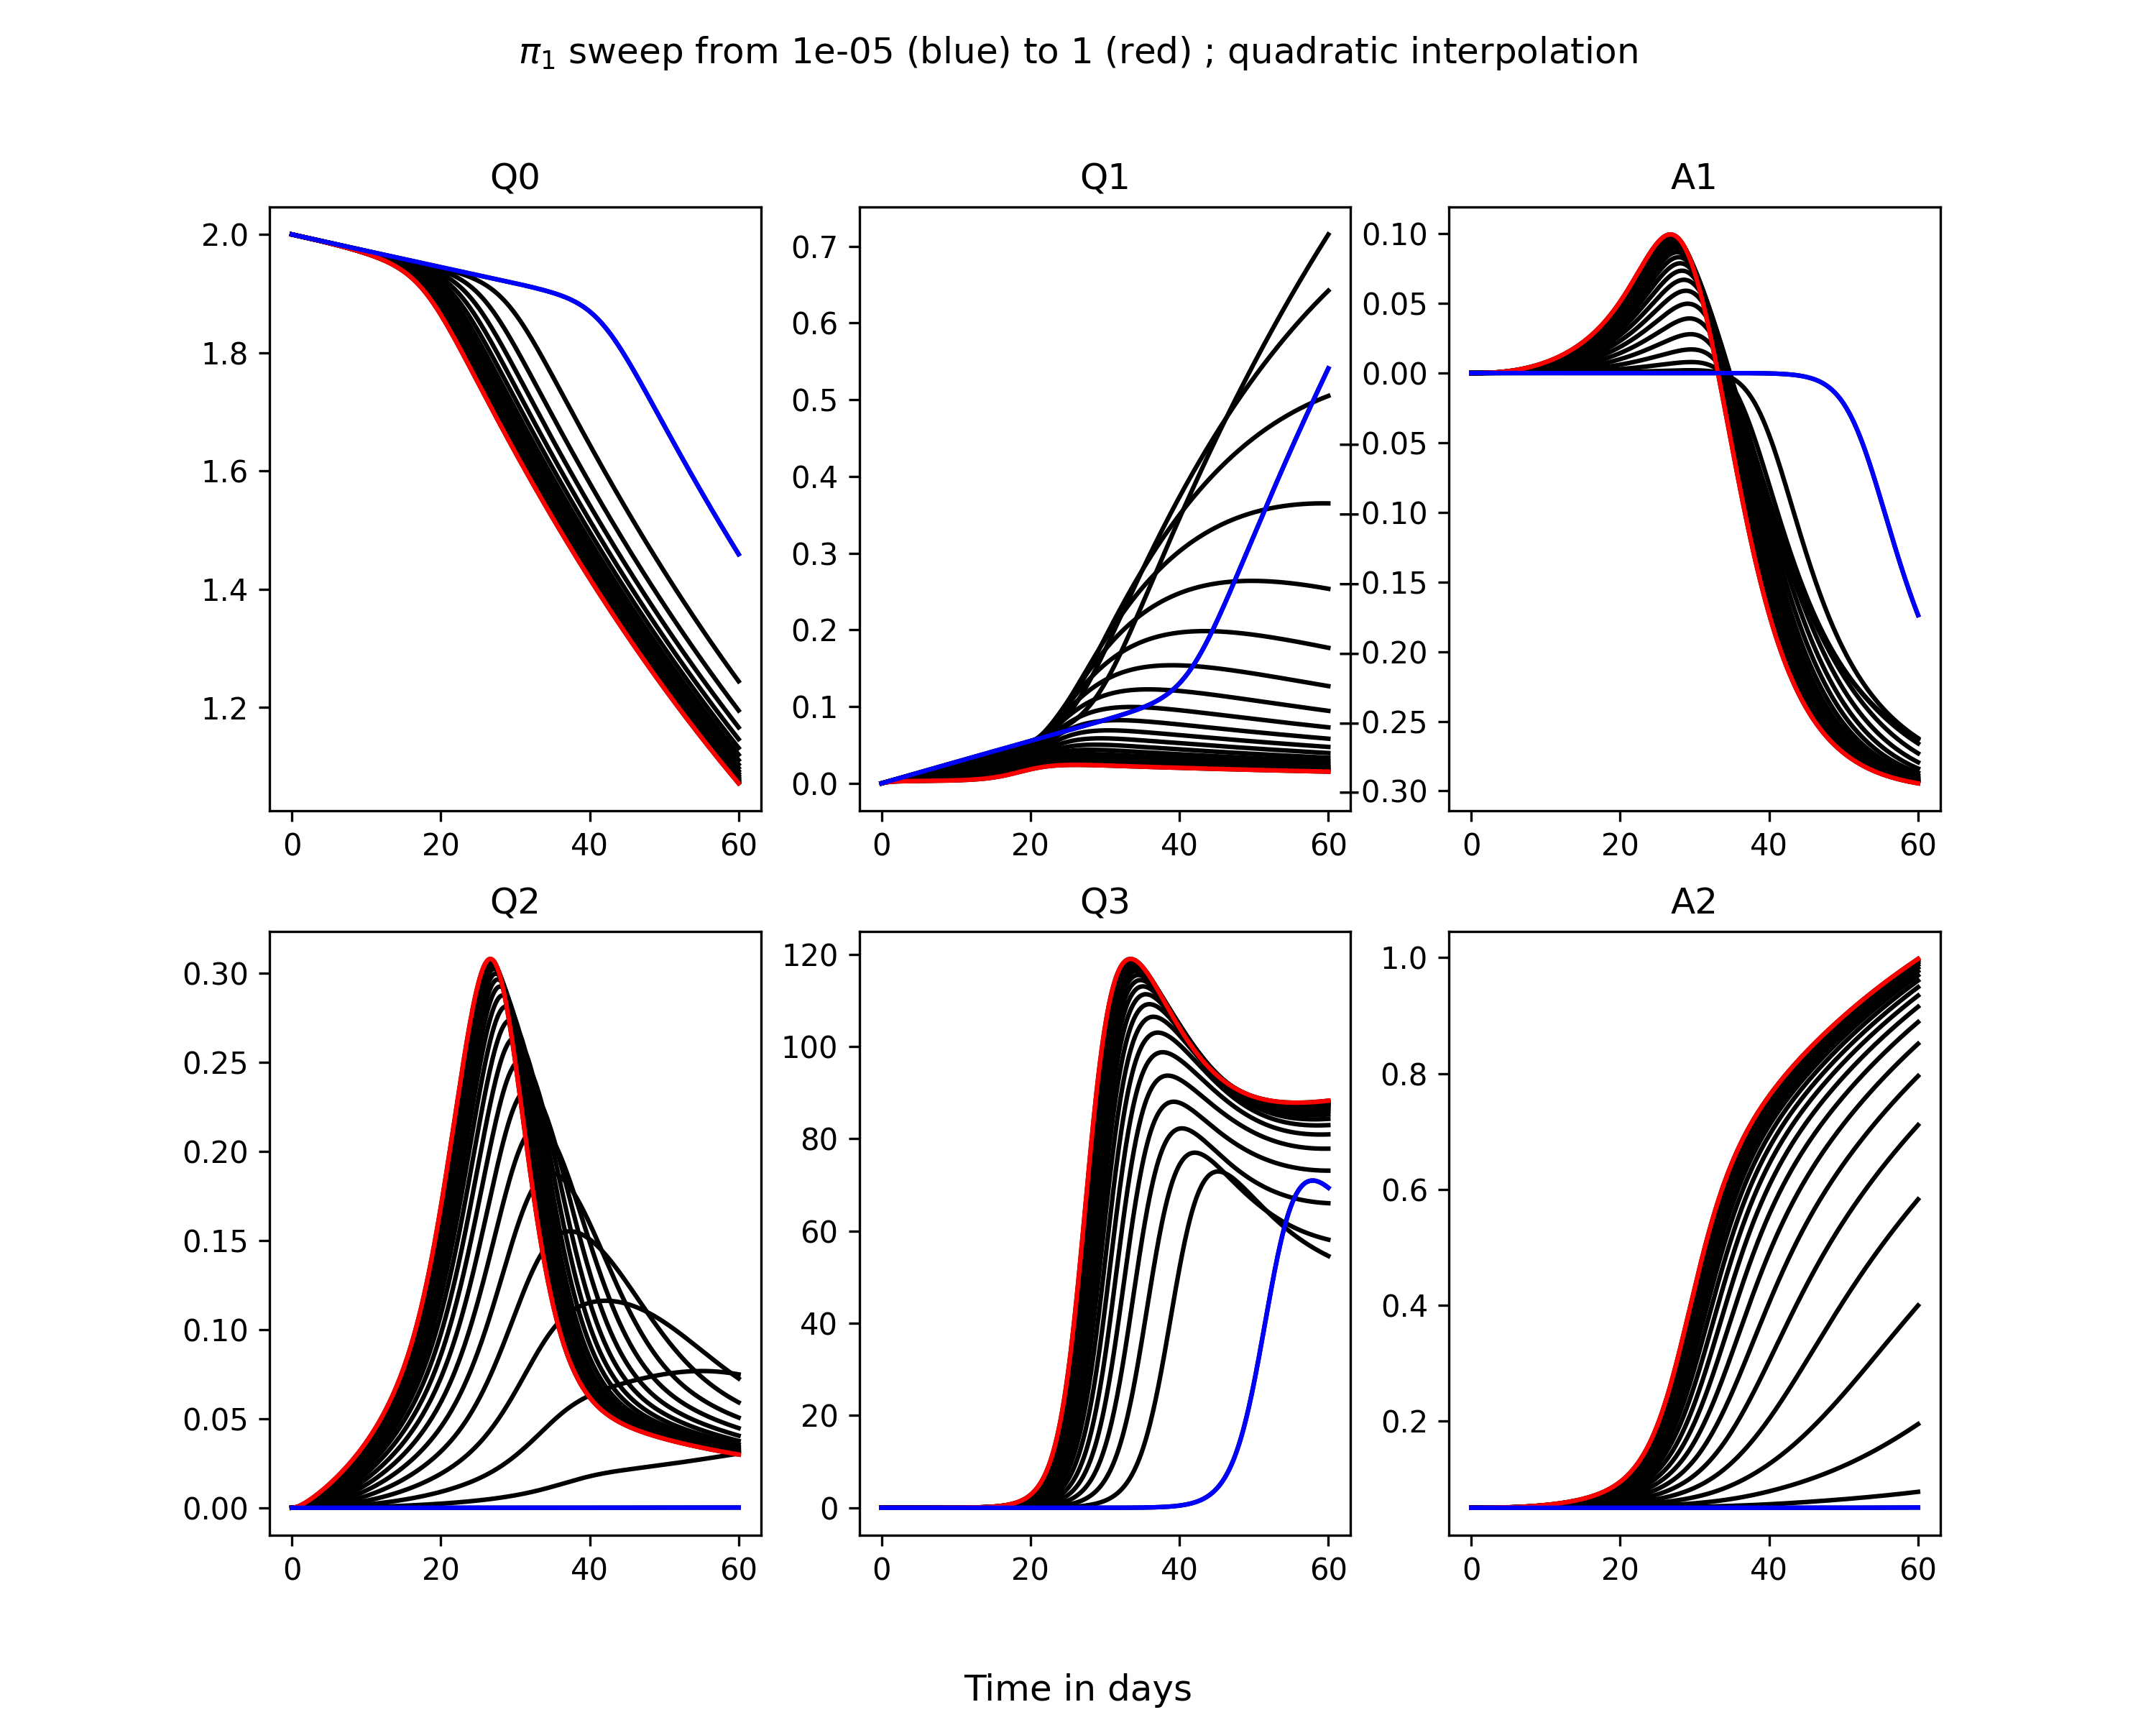 π₁ sweep from 1e-05 (blue) to 1 (red) ; quadratic interpolation
Q0
2.0
1.8
1.6
1.4
1.2
0 20 40 60
Q1
0.7
0.6
0.5
0.4
0.3
0.2
0.1
0.0
0 20 40 60
A1
0.10
0.05
0.00
−0.05
−0.10
−0.15
−0.20
−0.25
−0.30
0 20 40 60
Q2
0.30
0.25
0.20
0.15
0.10
0.05
0.00
0 20 40 60
Q3
120
100
80
60
40
20
0
0 20 40 60
A2
1.0
0.8
0.6
0.4
0.2
0 20 40 60
Time in days